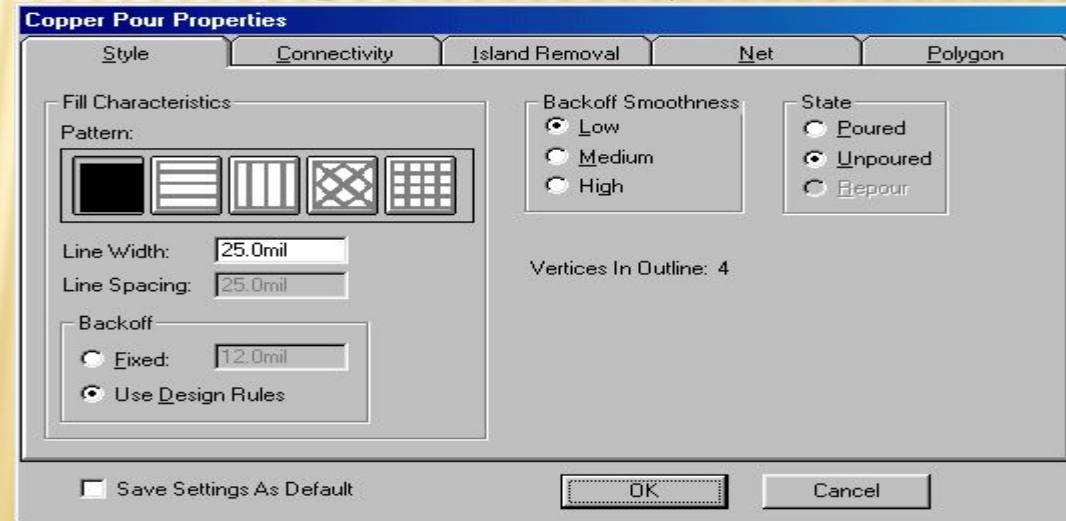 Copper Pour Properties
Style Connectivity Island Removal Net Polygon
Fill Characteristics
Pattern:
Line Width: 25.0mil
Line Spacing: 25.0mil
Backoff
Fixed: 12.0mil
Use Design Rules
Backoff Smoothness
Low
Medium
High
State
Poured
Unpoured
Repour
Vertices In Outline: 4
Save Settings As Default
OK
Cancel